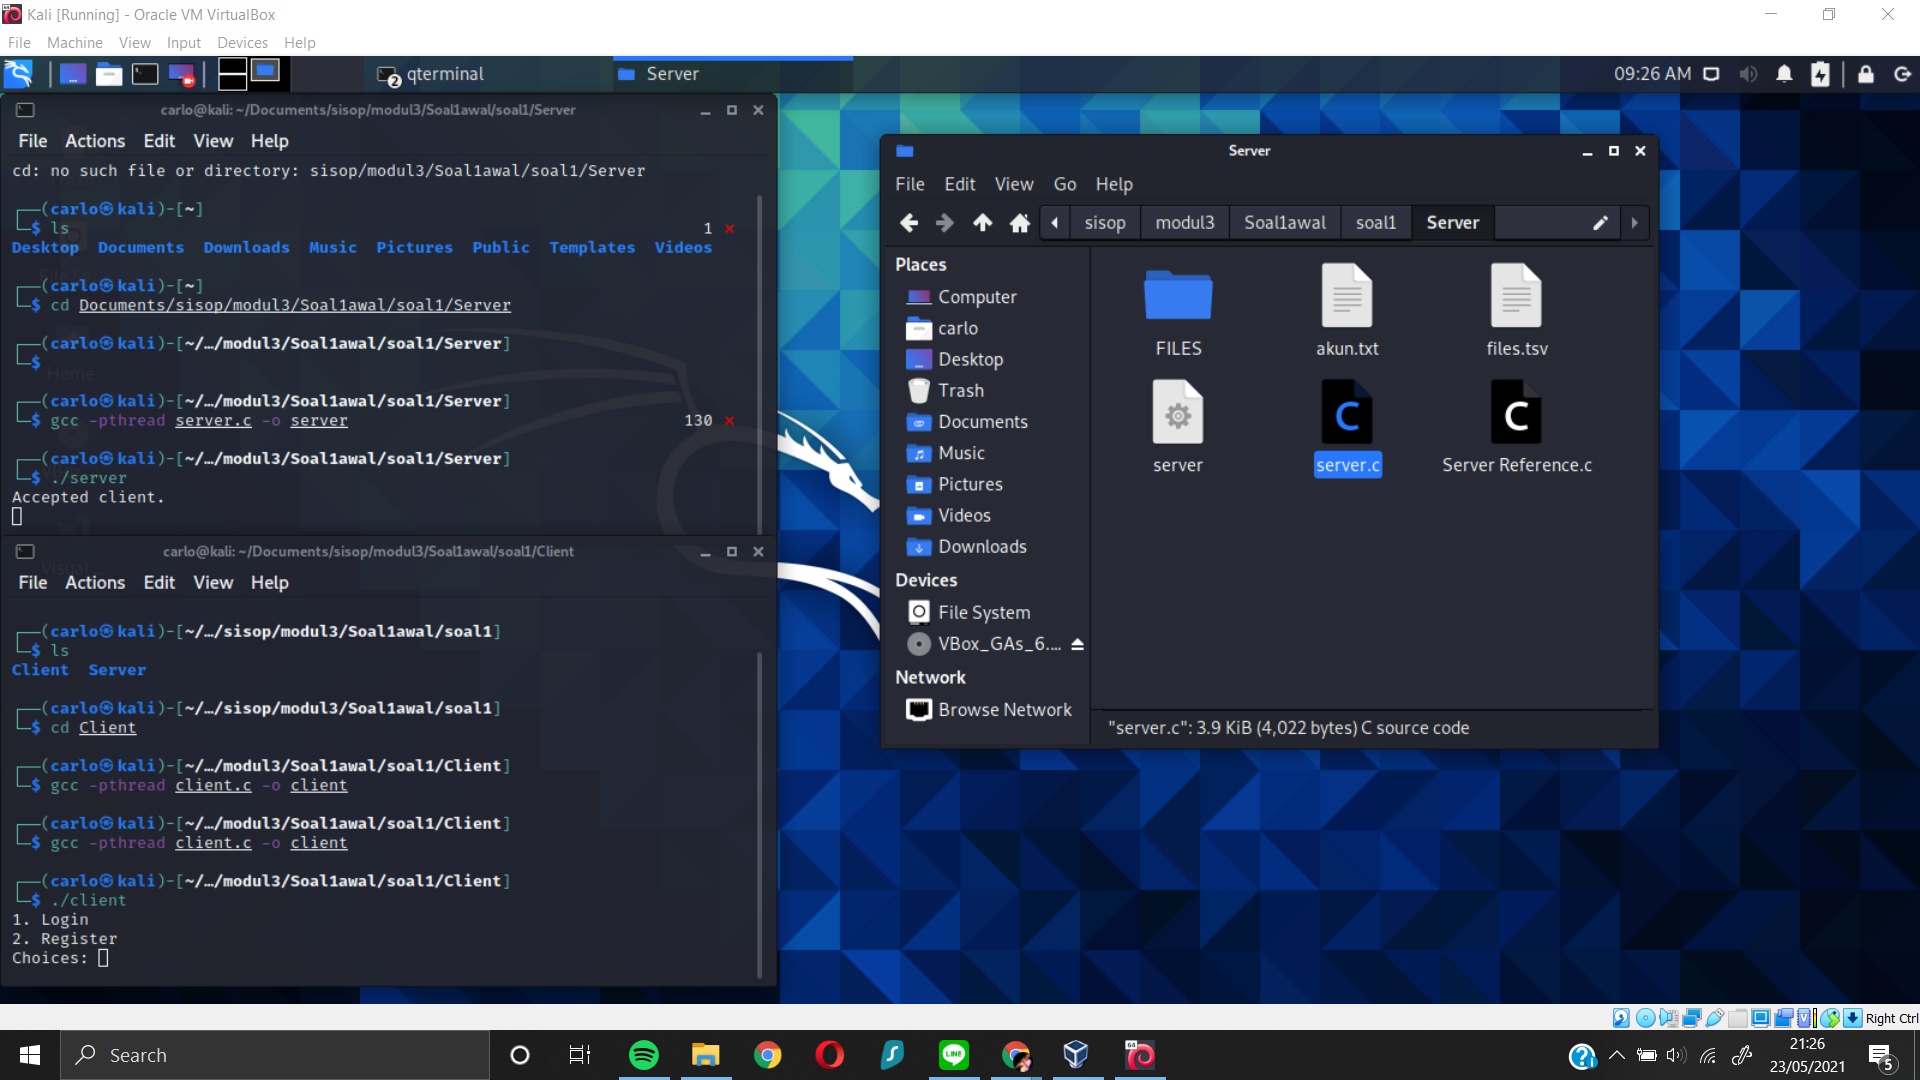 Kali [Running] - Oracle VM VirtualBox
File Machine View Input Devices Help
qterminal
2
Server
09:26 AM
carlo@kali: ~/Documents/sisop/modul3/Soal1awal/soal1/Server
File Actions Edit View Help
cd: no such file or directory: sisop/modul3/Soal1awal/soal1/Server
(carlo㉿kali)-[~]
$ ls 1 ⨯
Desktop Documents Downloads Music Pictures Public Templates Videos
(carlo㉿kali)-[~]
$ cd Documents/sisop/modul3/Soal1awal/soal1/Server
(carlo㉿kali)-[~/…/modul3/Soal1awal/soal1/Server]
$
(carlo㉿kali)-[~/…/modul3/Soal1awal/soal1/Server]
$ gcc -pthread server.c -o server 130 ⨯
(carlo㉿kali)-[~/…/modul3/Soal1awal/soal1/Server]
$ ./server
Accepted client.
carlo@kali: ~/Documents/sisop/modul3/Soal1awal/soal1/Client
File Actions Edit View Help
(carlo㉿kali)-[~/…/sisop/modul3/Soal1awal/soal1]
$ ls
Client Server
(carlo㉿kali)-[~/…/sisop/modul3/Soal1awal/soal1]
$ cd Client
(carlo㉿kali)-[~/…/modul3/Soal1awal/soal1/Client]
$ gcc -pthread client.c -o client
(carlo㉿kali)-[~/…/modul3/Soal1awal/soal1/Client]
$ gcc -pthread client.c -o client
(carlo㉿kali)-[~/…/modul3/Soal1awal/soal1/Client]
$ ./client
1. Login
2. Register
Choices:
Server
File Edit View Go Help
sisop modul3 Soal1awal soal1 Server
Places
Computer
carlo
Desktop
Trash
Documents
Music
Pictures
Videos
Downloads
Devices
File System
VBox_GAs_6....
Network
Browse Network
FILES akun.txt files.tsv
server server.c Server Reference.c
"server.c": 3.9 KiB (4,022 bytes) C source code
Right Ctrl
Search
LINE
64
21:26
23/05/2021
5